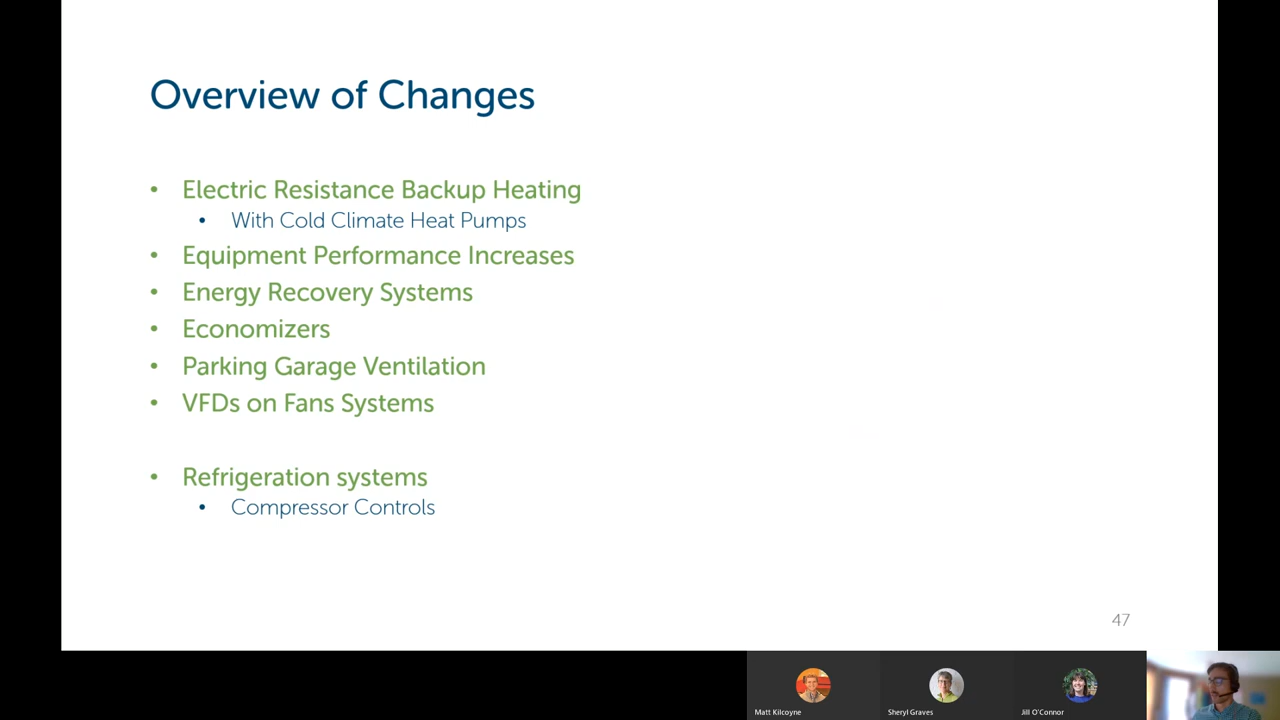 Overview of Changes
• Electric Resistance Backup Heating
• With Cold Climate Heat Pumps
• Equipment Performance Increases
• Energy Recovery Systems
• Economizers
• Parking Garage Ventilation
• VFDs on Fans Systems
• Refrigeration systems
• Compressor Controls
47
Matt Kilcoyne
Sheryl Graves
Jill O'Connor